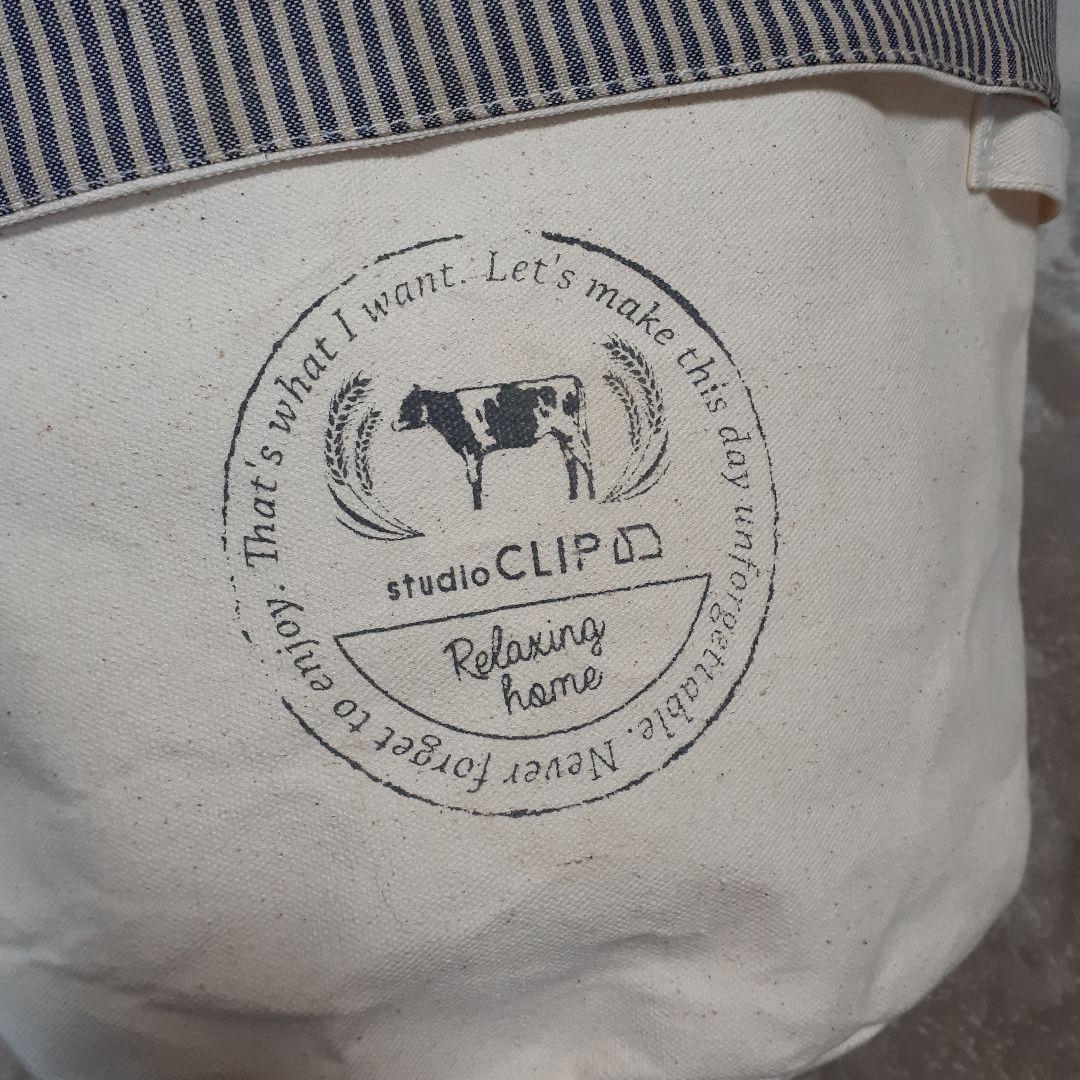 Let's make this day unforgettable. Never forget to enjoy. That's what I want.
studio CLIP
Relaxing
home